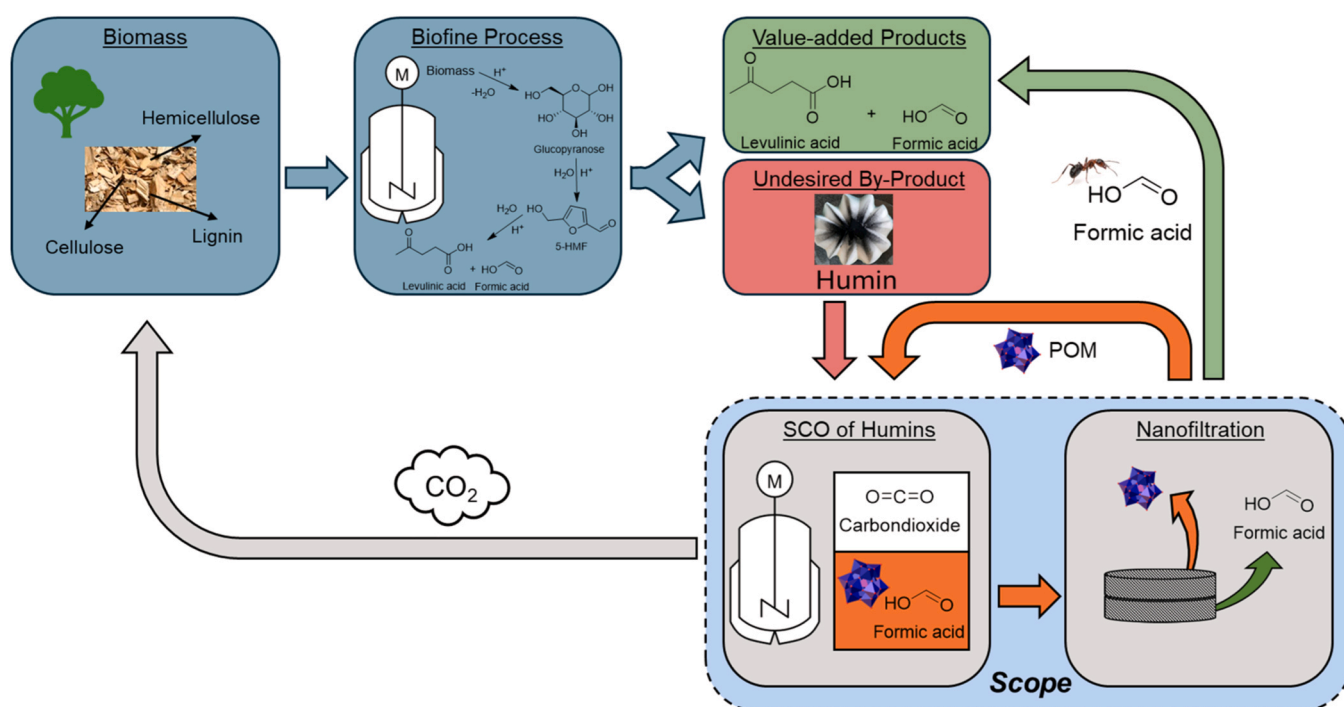 Biomass
Hemicellulose
Cellulose
Lignin
Biofine Process
M
Biomass
H⁺
-H₂O
HO
O
OH
HO
OH
OH
Glucopyranose
H₂O
H⁺
HO
O
O
5-HMF
H₂O
H⁺
O
OH
O
+
HO
O
Levulinic acid
Formic acid
Value-added Products
O
OH
O
+
HO
O
Levulinic acid
Formic acid
Undesired By-Product
Humin
HO
O
Formic acid
POM
CO₂
SCO of Humins
M
O=C=O
Carbondioxide
HO
O
Formic acid
Nanofiltration
HO
O
Formic acid
Scope